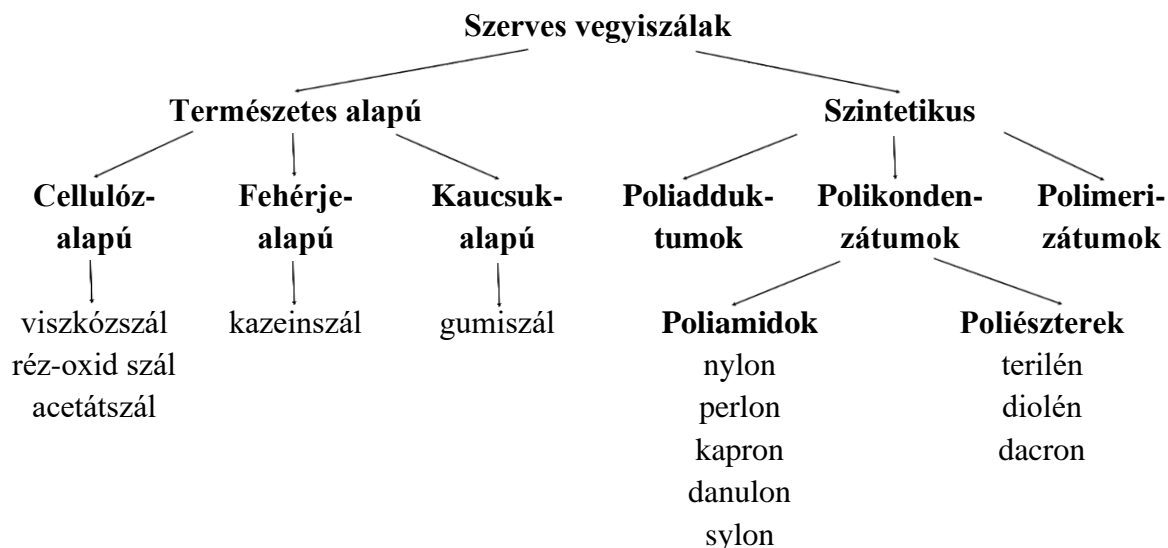 Szerves vegyiszálak
Természetes alapú
Szintetikus
Cellulóz-
alapú
Fehérje-
alapú
Kaucsuk-
alapú
Poliadduk-
tumok
Polikonden-
zátumok
Polimeri-
zátumok
viszkózszál
réz-oxid szál
acetátszál
kazeinszál
gumiszál
Poliamidok
nylon
perlon
kapron
danulon
sylon
Poliészterek
terilén
diolén
dacron